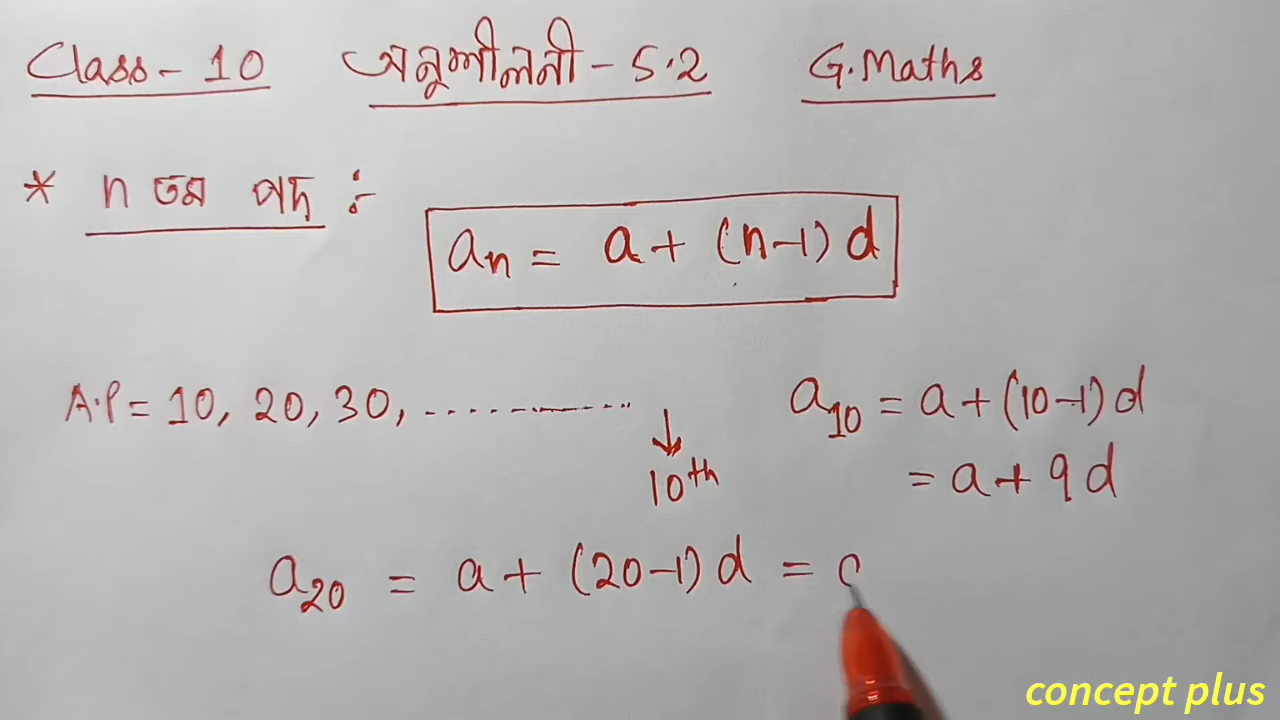 Class - 10 অনুশীলনী - 5.2 G.Maths
* n তম পদ :-
aₙ = a + (n-1) d
A.P = 10, 20, 30, ............
↓
10ᵗʰ
a₁₀ = a + (10-1) d
= a + 9d
a₂₀ = a + (20-1) d =
concept plus